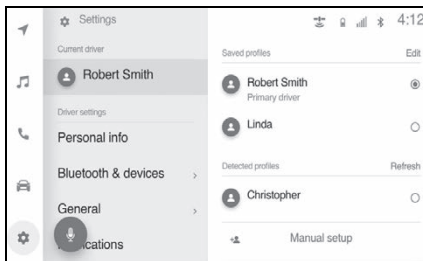 Settings
4:12
Current driver
Robert Smith
Driver settings
Personal info
Bluetooth & devices
General
Saved profiles
Edit
Robert Smith
Primary driver
Linda
Detected profiles
Refresh
Christopher
Manual setup